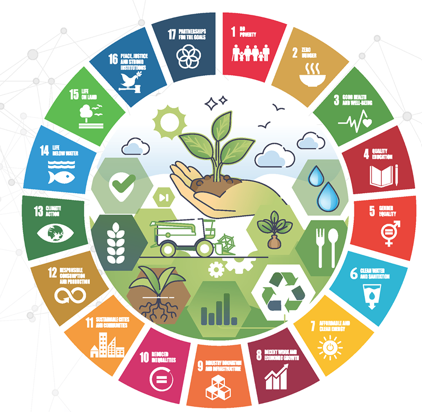 1 NO
POVERTY
2 ZERO
HUNGER
3 GOOD HEALTH
AND WELL-BEING
4 QUALITY
EDUCATION
5 GENDER
EQUALITY
6 CLEAN WATER
AND SANITATION
7 AFFORDABLE AND
CLEAN ENERGY
8 DECENT WORK AND
ECONOMIC GROWTH
9 INDUSTRY, INNOVATION
AND INFRASTRUCTURE
10 REDUCED
INEQUALITIES
11 SUSTAINABLE CITIES
AND COMMUNITIES
12 RESPONSIBLE
CONSUMPTION
AND PRODUCTION
13 CLIMATE
ACTION
14 LIFE
BELOW WATER
15 LIFE
ON LAND
16 PEACE, JUSTICE
AND STRONG
INSTITUTIONS
17 PARTNERSHIPS
FOR THE GOALS